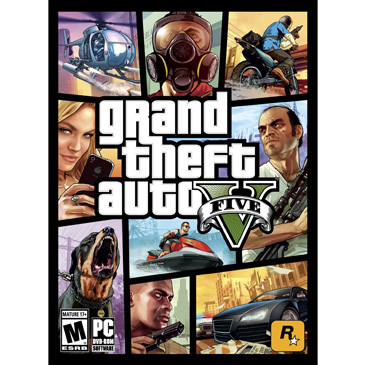 grand
theft
auto
V
FIVE
MATURE 17+
M
ESRB
PC
DVD-ROM
SOFTWARE
R